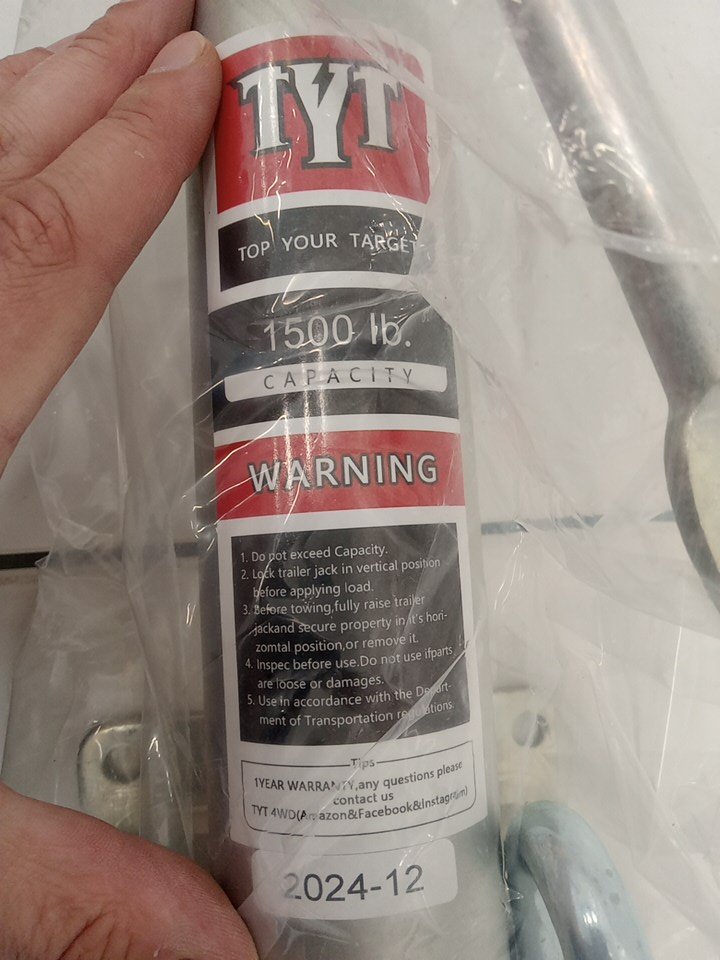 TYT
TOP YOUR TARGET
1500 lb.
CAPACITY
WARNING
1. Do not exceed Capacity.
2. Lock trailer jack in vertical position
before applying load.
3. Before towing,fully raise trailer
jackand secure property in it's hori-
zomtal position,or remove it.
4. Inspec before use.Do not use ifparts
are loose or damages.
5. Use in accordance with the Depart-
ment of Transportation regulations.
Tips
1YEAR WARRANTY,any questions please
contact us
TYT 4WD(Amazon&Facebook&Instagram)
2024-12